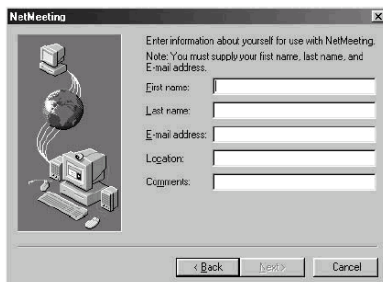 NetMeeting
Enter information about yourself for use with NetMeeting.
Note: You must supply your first name, last name, and
E-mail address.
First name:
Last name:
E-mail address:
Location:
Comments:
< Back
Next >
Cancel